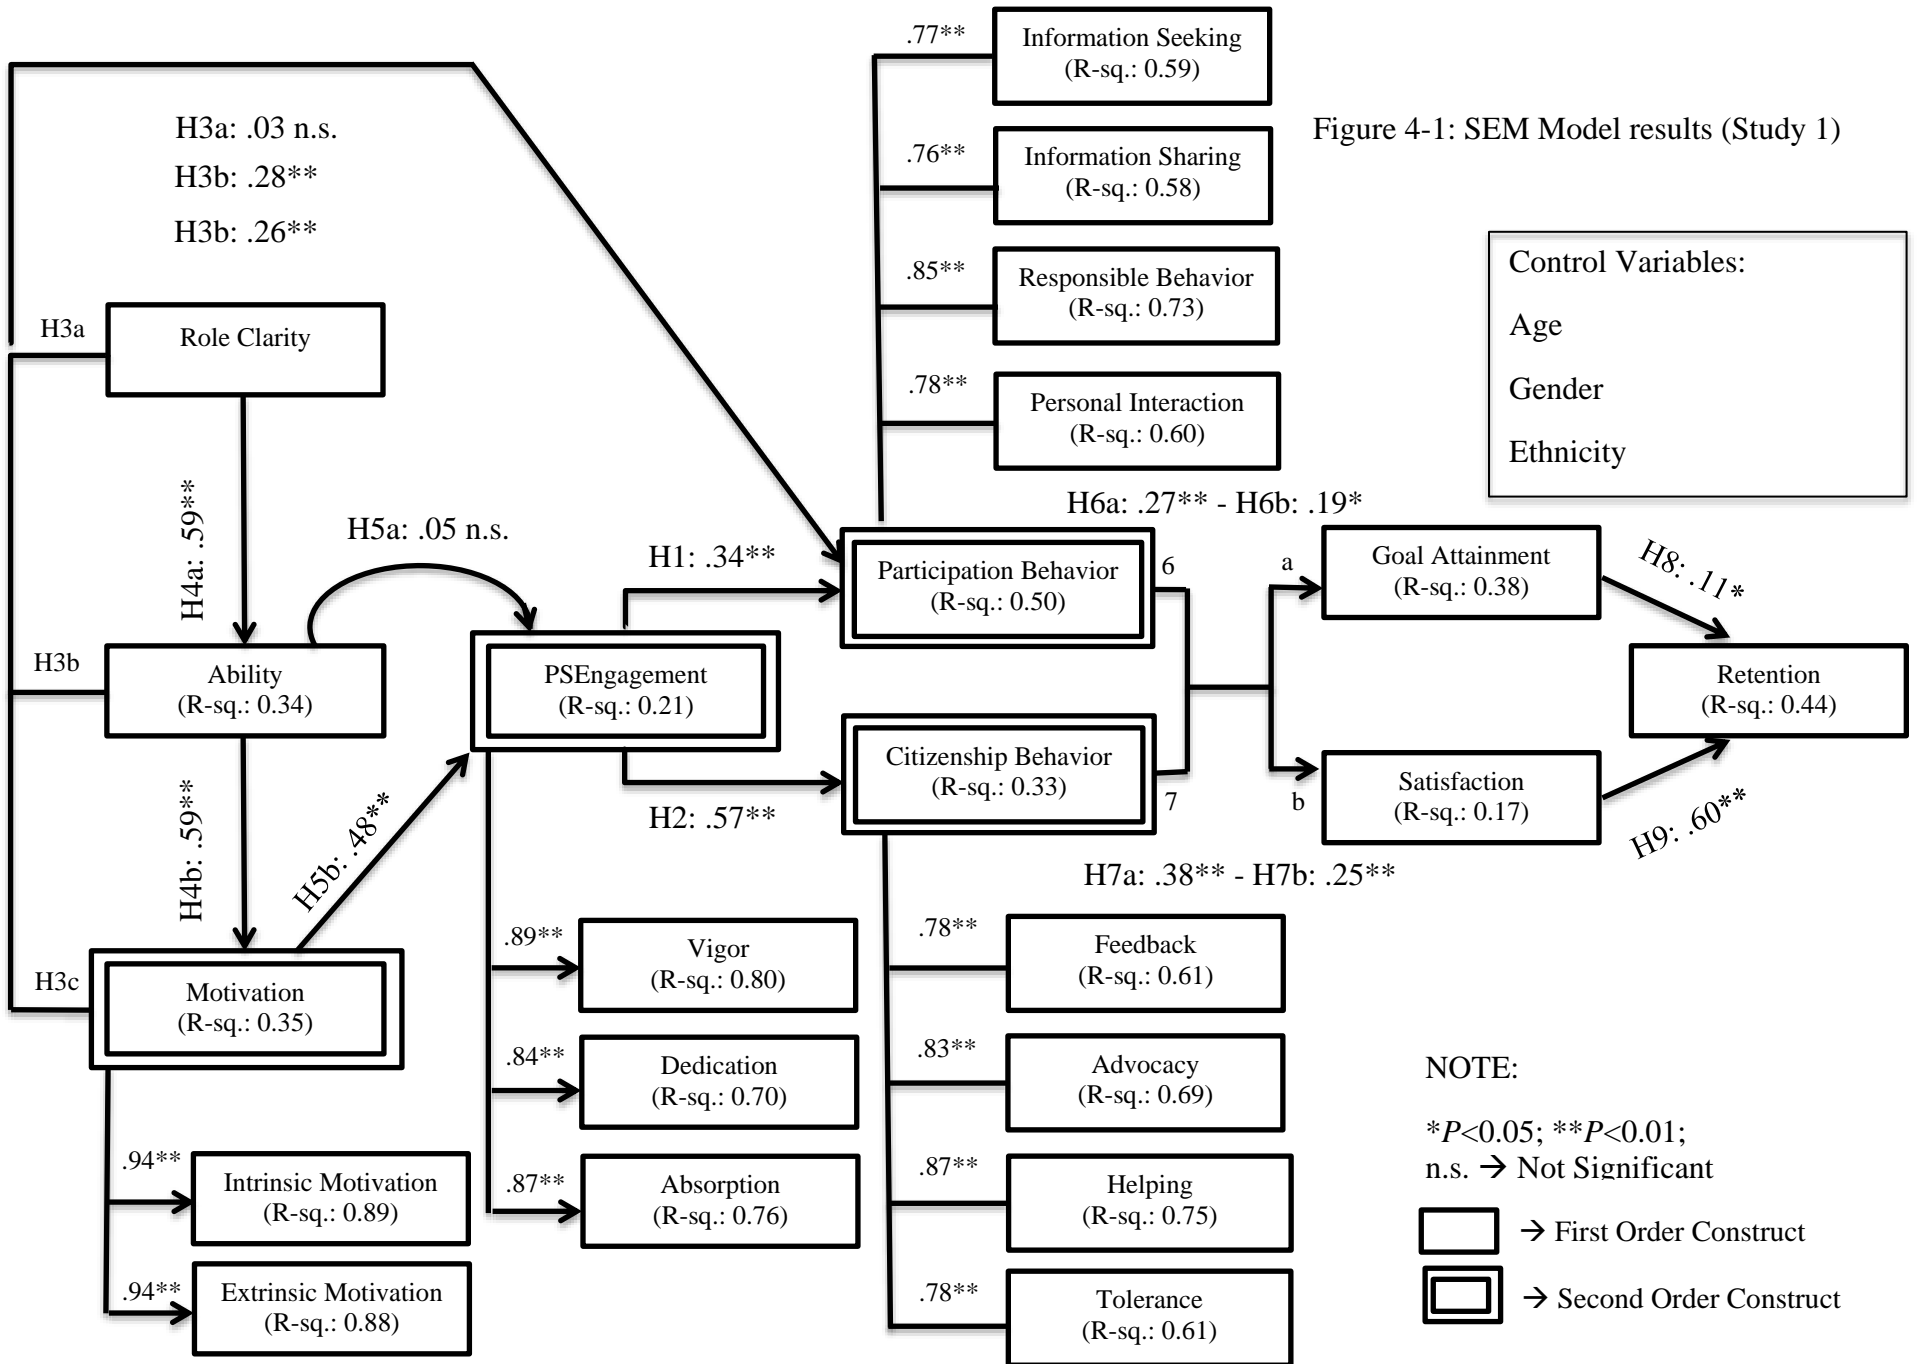 Figure 4-1: SEM Model results (Study 1)
H3a: .03 n.s.
H3b: .28**
H3b: .26**
H3a
Role Clarity
H4a: .59**
H3b
Ability
(R-sq.: 0.34)
H4b: .59**
H3c
Motivation
(R-sq.: 0.35)
.94**
Intrinsic Motivation
(R-sq.: 0.89)
.94**
Extrinsic Motivation
(R-sq.: 0.88)
H5a: .05 n.s.
H5b: .48**
PSEngagement
(R-sq.: 0.21)
.89**
Vigor
(R-sq.: 0.80)
.84**
Dedication
(R-sq.: 0.70)
.87**
Absorption
(R-sq.: 0.76)
H1: .34**
H2: .57**
.77**
Information Seeking
(R-sq.: 0.59)
.76**
Information Sharing
(R-sq.: 0.58)
.85**
Responsible Behavior
(R-sq.: 0.73)
.78**
Personal Interaction
(R-sq.: 0.60)
H6a: .27** - H6b: .19*
Participation Behavior
(R-sq.: 0.50)
6
Citizenship Behavior
(R-sq.: 0.33)
7
H7a: .38** - H7b: .25**
.78**
Feedback
(R-sq.: 0.61)
.83**
Advocacy
(R-sq.: 0.69)
.87**
Helping
(R-sq.: 0.75)
.78**
Tolerance
(R-sq.: 0.61)
a
Goal Attainment
(R-sq.: 0.38)
b
Satisfaction
(R-sq.: 0.17)
H8: .11*
H9: .60**
Retention
(R-sq.: 0.44)
Control Variables:
Age
Gender
Ethnicity
NOTE:
*P<0.05; **P<0.01;
n.s. → Not Significant
→ First Order Construct
→ Second Order Construct